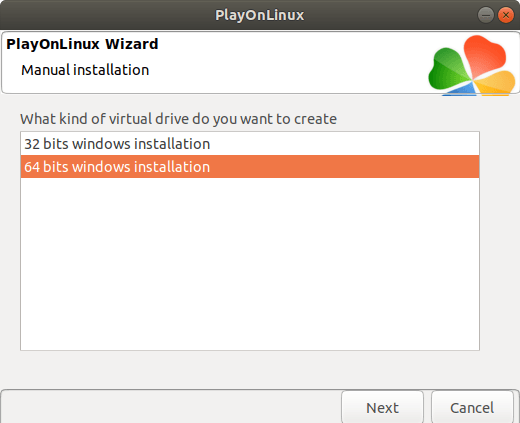 PlayOnLinux
PlayOnLinux Wizard
Manual installation
What kind of virtual drive do you want to create
32 bits windows installation
64 bits windows installation
Next
Cancel